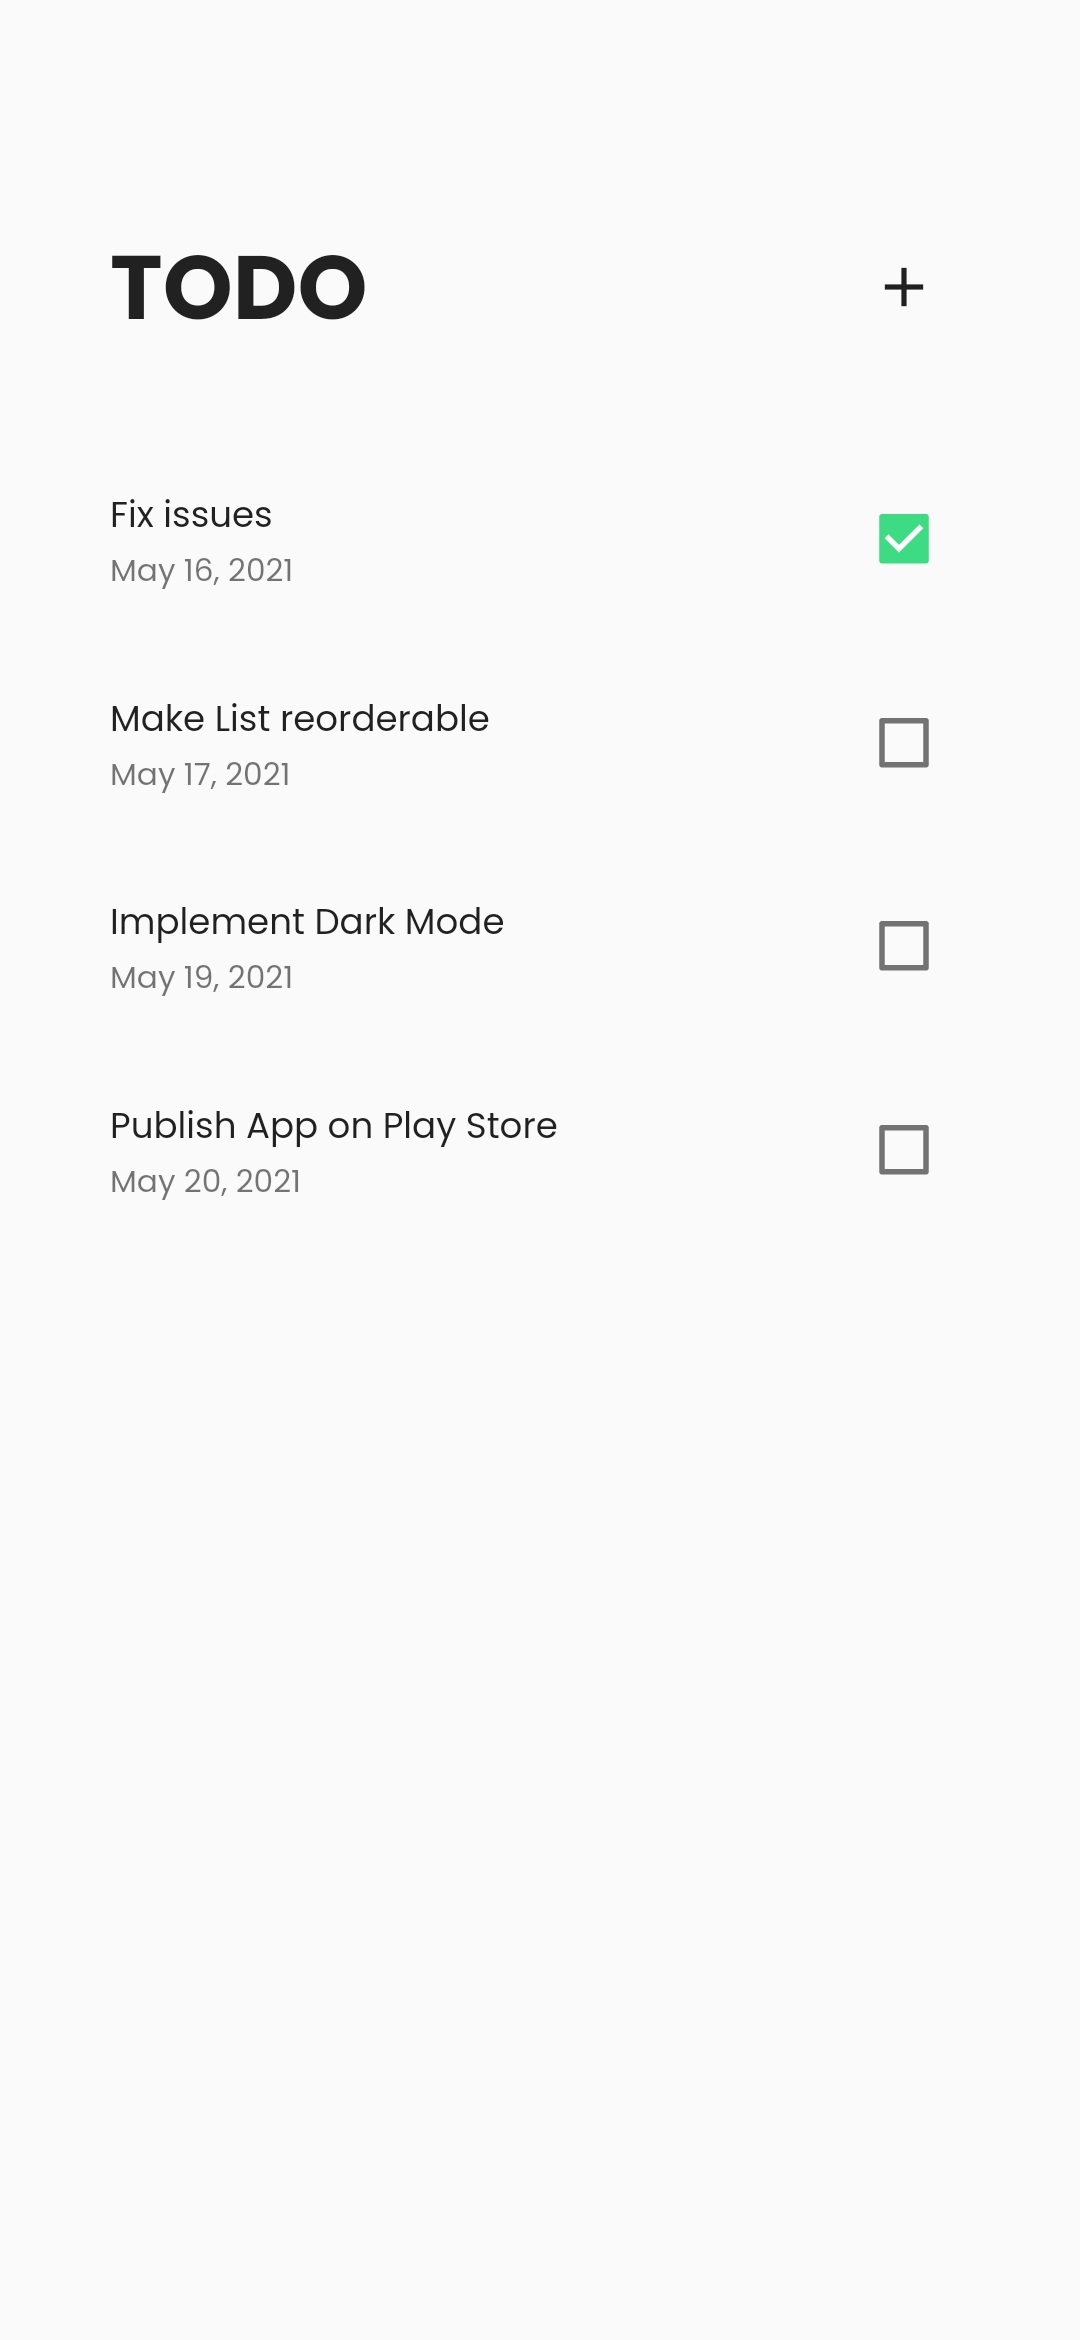 TODO
Fix issues
May 16, 2021
Make List reorderable
May 17, 2021
Implement Dark Mode
May 19, 2021
Publish App on Play Store
May 20, 2021